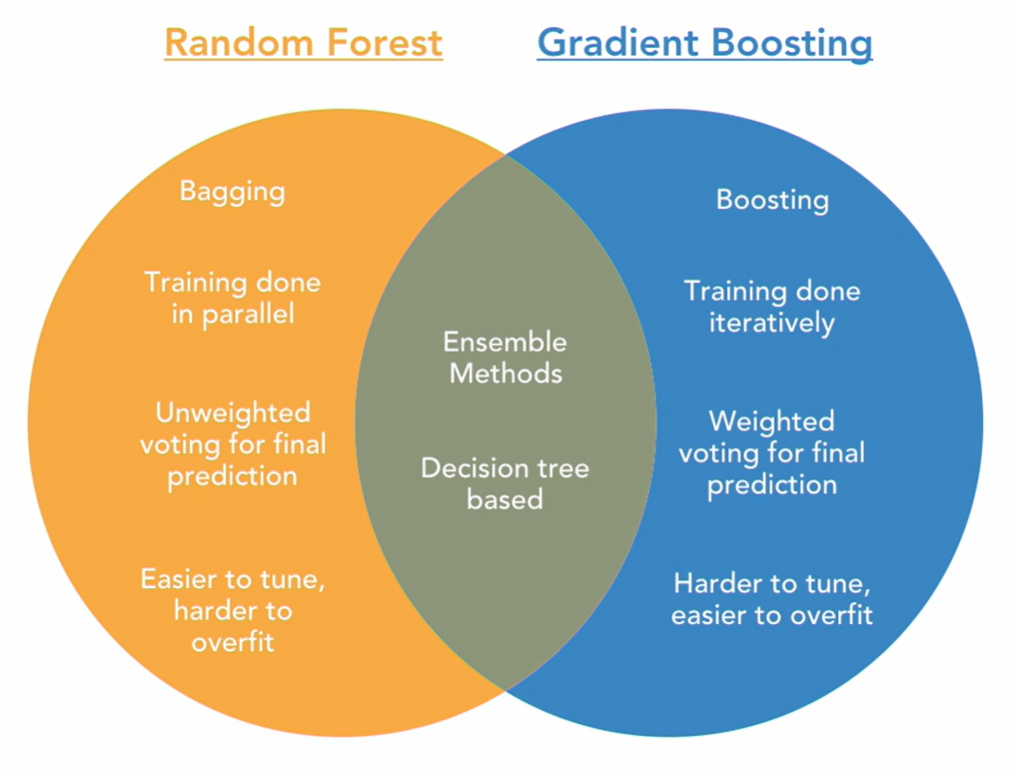 Random Forest
Gradient Boosting
Bagging
Training done
in parallel
Unweighted
voting for final
prediction
Easier to tune,
harder to
overfit
Ensemble
Methods
Decision tree
based
Boosting
Training done
iteratively
Weighted
voting for final
prediction
Harder to tune,
easier to overfit